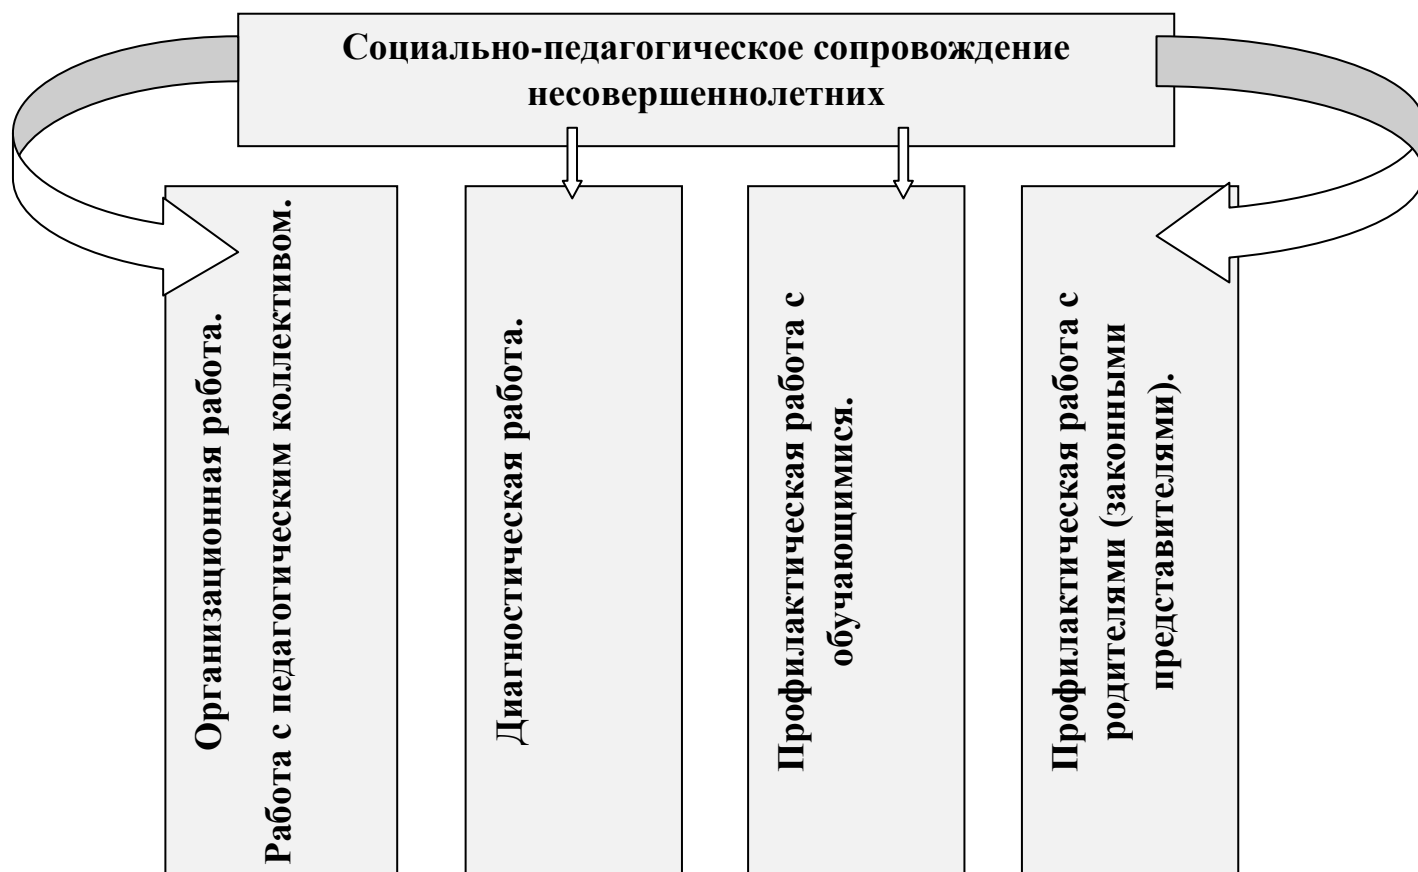 Социально-педагогическое сопровождение
несовершеннолетних
Организационная работа.
Работа с педагогическим коллективом.
Диагностическая работа.
Профилактическая работа с
обучающимися.
Профилактическая работа с
родителями (законными
представителями).